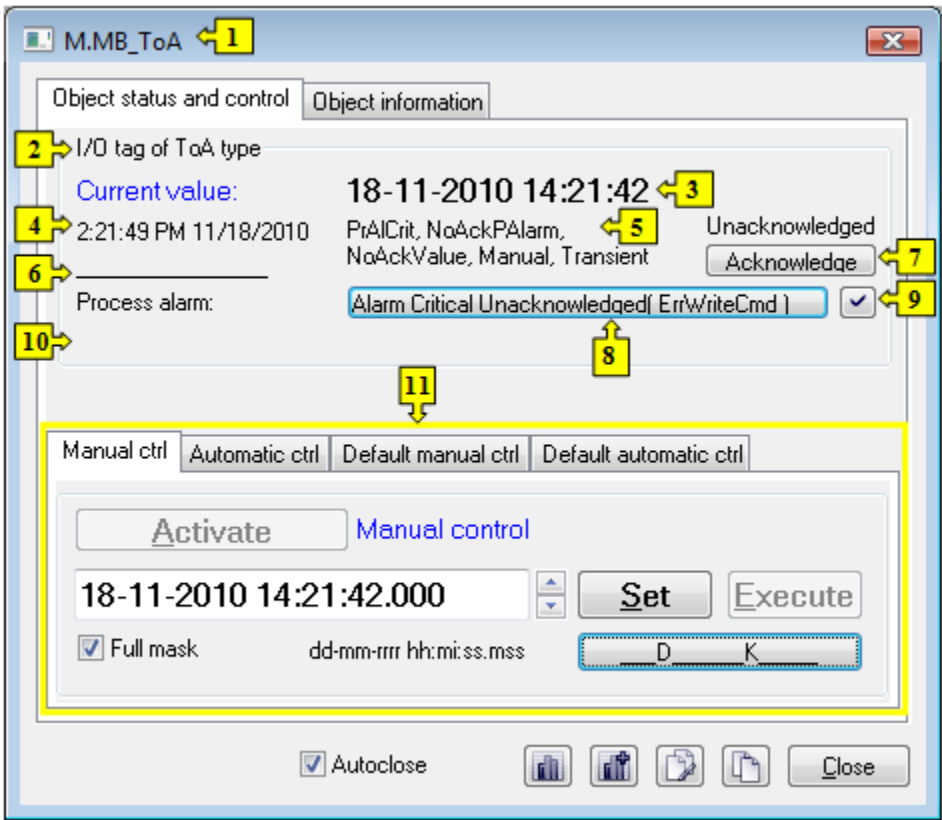 M.MB_ToA 1
Object status and control Object information
2 I/O tag of ToA type
Current value: 18-11-2010 14:21:42 3
4 2:21:49 PM 11/18/2010 PrAlCrit, NoAckPAlarm, 5 Unacknowledged
NoAckValue, Manual, Transient Acknowledge 7
6
Process alarm: Alarm Critical Unacknowledged( ErrWriteCmd ) 9
10 8
11
Manual ctrl Automatic ctrl Default manual ctrl Default automatic ctrl
Activate Manual control
18-11-2010 14:21:42.000 Set Execute
Full mask dd-mm-rrrr hh:mi:ss.mss ___D______K_____
Autoclose Close